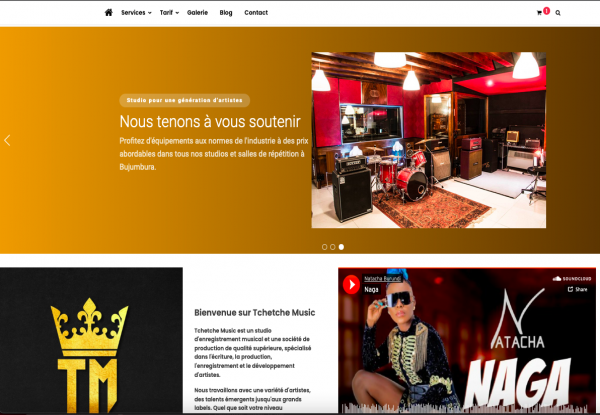 Services Tarif Galerie Blog Contact 1
Studio pour une génération d'artistes
Nous tenons à vous soutenir
Profitez d'équipements aux normes de l'industrie à des prix
abordables dans tous nos studios et salles de répétition à
Bujumbura.
TM
Bienvenue sur Tchetche Music
Tchetche Music est un studio
d'enregistrement musical et une société de
production de qualité supérieure, spécialisé
dans l'écriture, la production,
l'enregistrement et le développement
d'artistes.
Nous travaillons avec une variété d'artistes,
des talents émergents jusqu'aux grands
labels. Quel que soit votre niveau
Natacha Burundi
Naga
SOUNDCLOUD
Share
NATACHA
NAGA